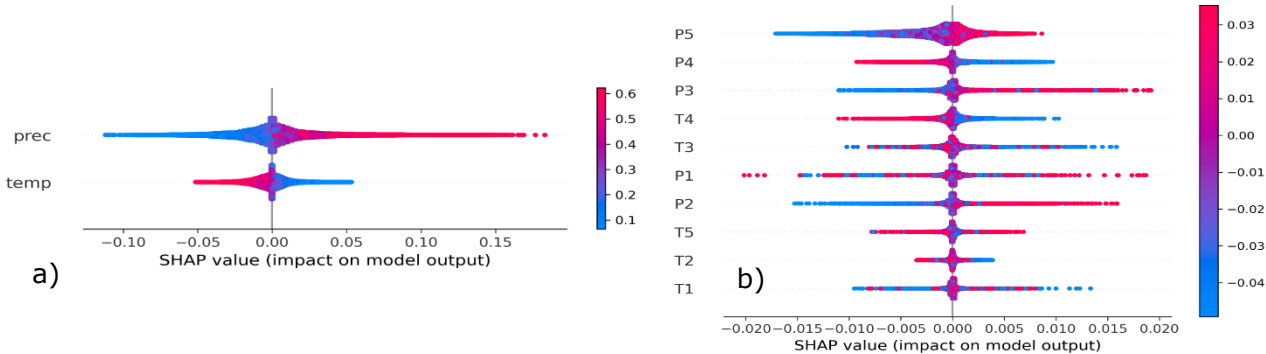 prec
temp
0.6
0.5
0.4
0.3
0.2
0.1
−0.10 −0.05 0.00 0.05 0.10 0.15
SHAP value (impact on model output)
a)
P5
P4
P3
T4
T3
P1
P2
T5
T2
T1
0.03
0.02
0.01
0.00
−0.01
−0.02
−0.03
−0.04
−0.020 −0.015 −0.010 −0.005 0.000 0.005 0.010 0.015 0.020
SHAP value (impact on model output)
b)